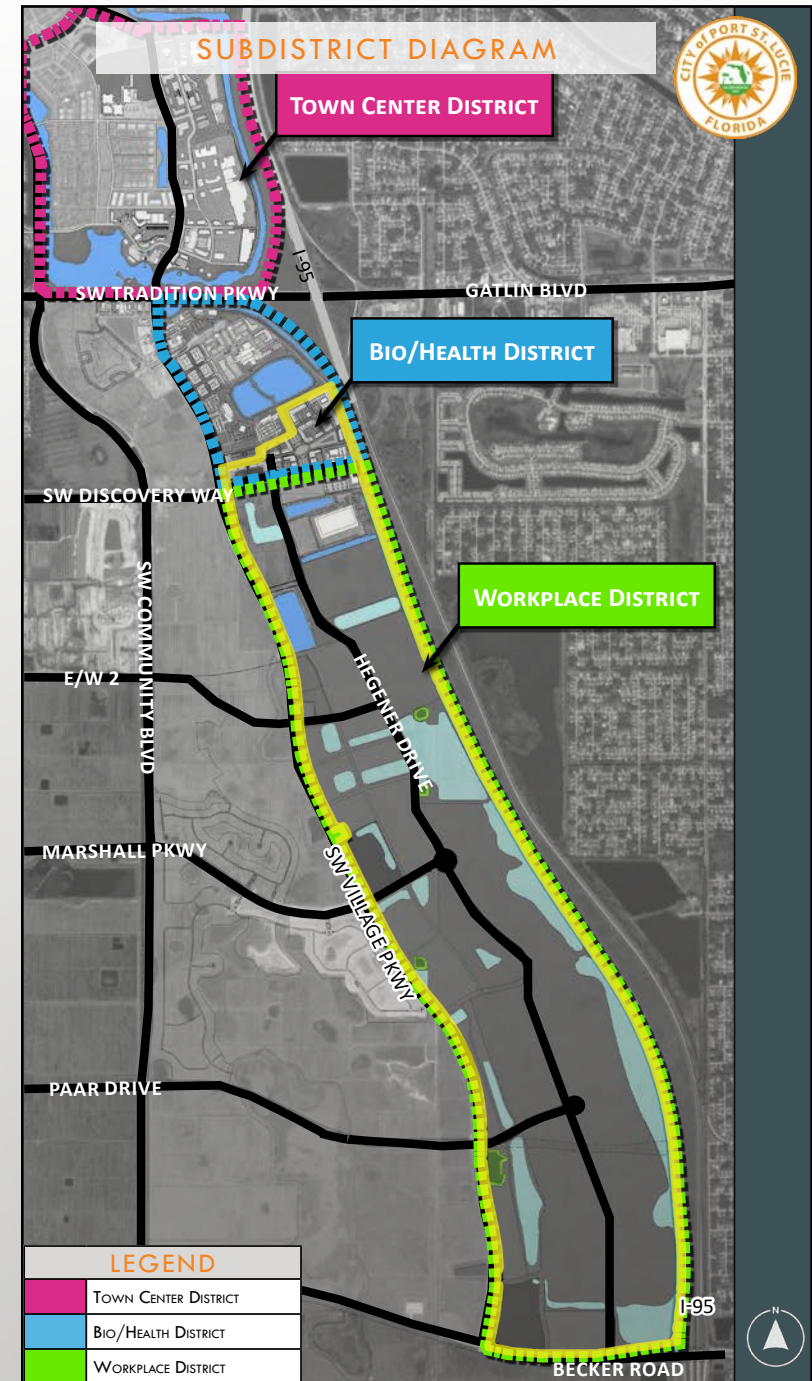 SUBDISTRICT DIAGRAM
CITY of PORT ST. LUCIE
FLORIDA
TOWN CENTER DISTRICT
I-95
SW TRADITION PKWY
GATLIN BLVD
BIO/HEALTH DISTRICT
SW DISCOVERY WAY
SW COMMUNITY BLVD
WORKPLACE DISTRICT
E/W 2
HEGENER DRIVE
MARSHALL PKWY
SW VILLAGE PKWY
PAAR DRIVE
LEGEND
TOWN CENTER DISTRICT
BIO/HEALTH DISTRICT
WORKPLACE DISTRICT
I-95
N
BECKER ROAD